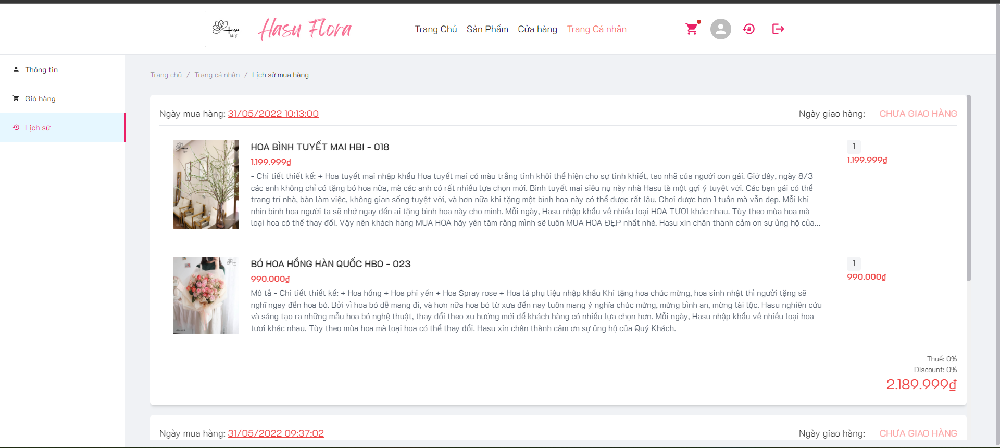 Hasu
はす
Hasu Flora
Trang Chủ Sản Phẩm Cửa hàng Trang Cá nhân
Thông tin
Giỏ hàng
Lịch sử
Trang chủ / Trang cá nhân / Lịch sử mua hàng
Ngày mua hàng: 31/05/2022 10:13:00
Ngày giao hàng: CHƯA GIAO HÀNG
HOA BÌNH TUYẾT MAI HBI - 018
1.199.999₫
- Chi tiết thiết kế: + Hoa tuyết mai nhập khẩu Hoa tuyết mai có màu trắng tinh khôi thể hiện cho sự tinh khiết, tao nhã của người con gái. Giờ đây, ngày 8/3
các anh không chỉ có tặng bó hoa nữa, mà các anh có rất nhiều lựa chọn mới. Bình tuyết mai siêu nụ này nhà Hasu là một gợi ý tuyệt vời. Các bạn gái có thể
trang trí nhà, bàn làm việc, không gian sống tuyệt vời, và hơn nữa khi tặng một bình hoa này có thể được rất lâu. Chơi được hơn 1 tuần mà vẫn đẹp. Mỗi khi
nhìn bình hoa người ta sẽ nhớ ngay đến ai tặng bình hoa này cho mình. Mỗi ngày, Hasu nhập khẩu về nhiều loại HOA TƯƠI khác nhau. Tùy theo mùa hoa mà
loại hoa có thể thay đổi. Vậy nên khách hàng MUA HOA hãy yên tâm rằng mình sẽ luôn MUA HOA ĐẸP nhất nhé. Hasu xin chân thành cảm ơn sự ủng hộ của...
1
1.199.999₫
BÓ HOA HỒNG HÀN QUỐC HBO - 023
990.000₫
Mô tả - Chi tiết thiết kế: + Hoa hồng + Hoa phi yến + Hoa Spray rose + Hoa lá phụ liệu nhập khẩu Khi tặng hoa chúc mừng, hoa sinh nhật thì người tặng sẽ
nghĩ ngay đến hoa bó. Bởi vì hoa bó dễ mang đi, và hơn nữa hoa bó từ xưa đến nay luôn mang ý nghĩa chúc mừng, mừng bình an, mừng tài lộc. Hasu nghiên cứu
và sáng tạo ra những mẫu hoa bó nghệ thuật, thay đổi theo xu hướng mới để khách hàng có nhiều lựa chọn hơn. Mỗi ngày, Hasu nhập khẩu về nhiều loại hoa
tươi khác nhau. Tùy theo mùa hoa mà loại hoa có thể thay đổi. Hasu xin chân thành cảm ơn sự ủng hộ của Quý Khách.
1
990.000₫
Thuế: 0%
Discount: 0%
2.189.999₫
Ngày mua hàng: 31/05/2022 09:37:02
Ngày giao hàng: CHƯA GIAO HÀNG